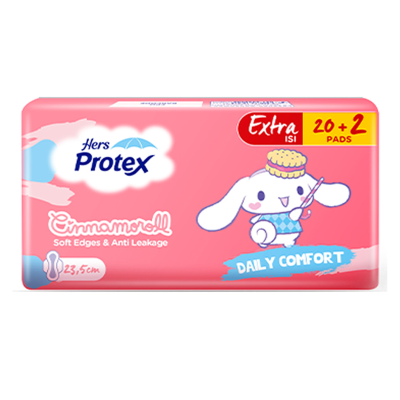 Hers
Protex
Extra
ISI
20+2
PADS
Cinnamoroll
Soft Edges & Anti Leakage
23,5cm
DAILY COMFORT